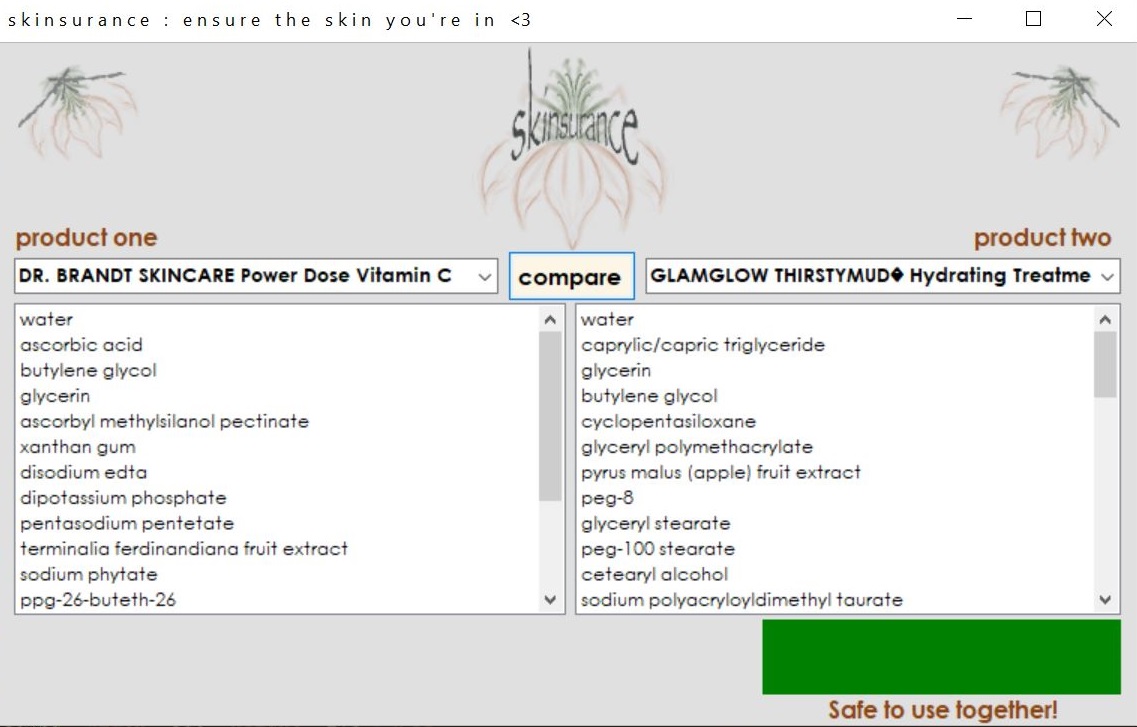 skinsurance : ensure the skin you're in <3
skinsurance
product one
product two
DR. BRANDT SKINCARE Power Dose Vitamin C
compare
GLAMGLOW THIRSTYMUD� Hydrating Treatme
water
ascorbic acid
butylene glycol
glycerin
ascorbyl methylsilanol pectinate
xanthan gum
disodium edta
dipotassium phosphate
pentasodium pentetate
terminalia ferdinandiana fruit extract
sodium phytate
ppg-26-buteth-26
water
caprylic/capric triglyceride
glycerin
butylene glycol
cyclopentasiloxane
glyceryl polymethacrylate
pyrus malus (apple) fruit extract
peg-8
glyceryl stearate
peg-100 stearate
cetearyl alcohol
sodium polyacryloyldimethyl taurate
Safe to use together!